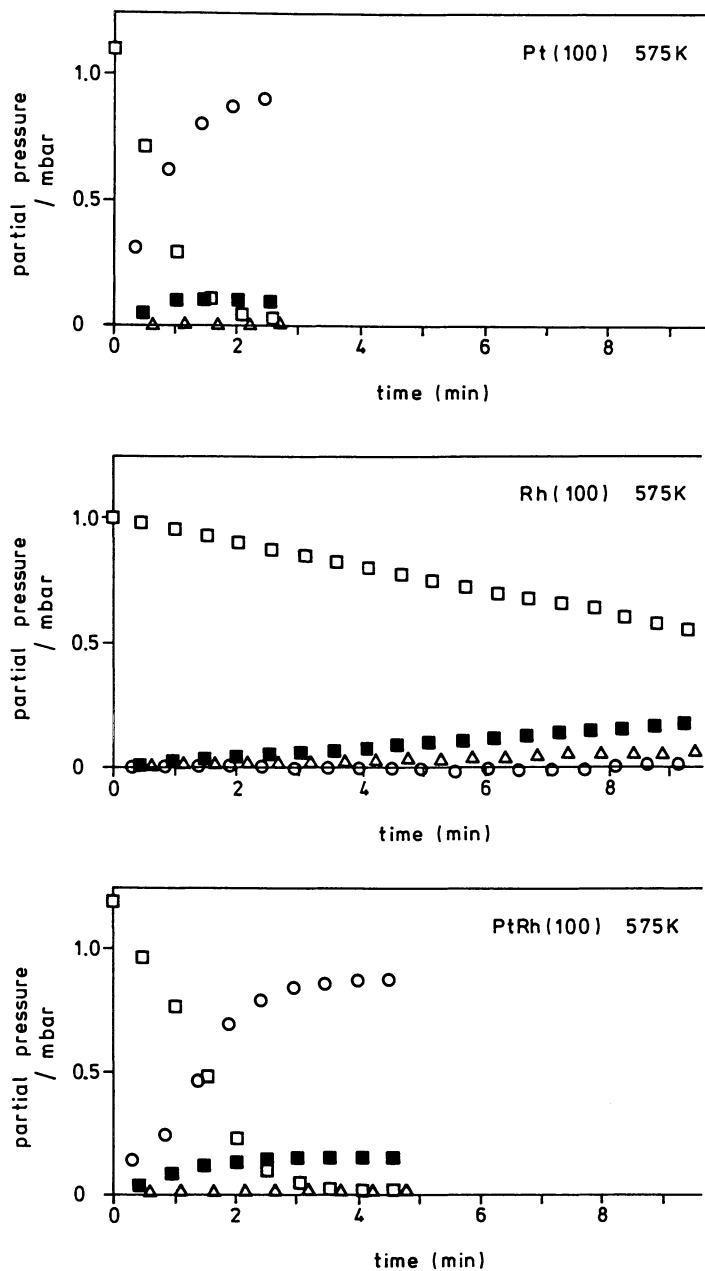 Pt(100) 575K
1.0
0.5
0
partial pressure
/ mbar
0 2 4 6 8
time (min)
Rh(100) 575K
1.0
0.5
0
partial pressure
/ mbar
0 2 4 6 8
time (min)
PtRh(100) 575K
1.0
0.5
0
partial pressure
/ mbar
0 2 4 6 8
time (min)